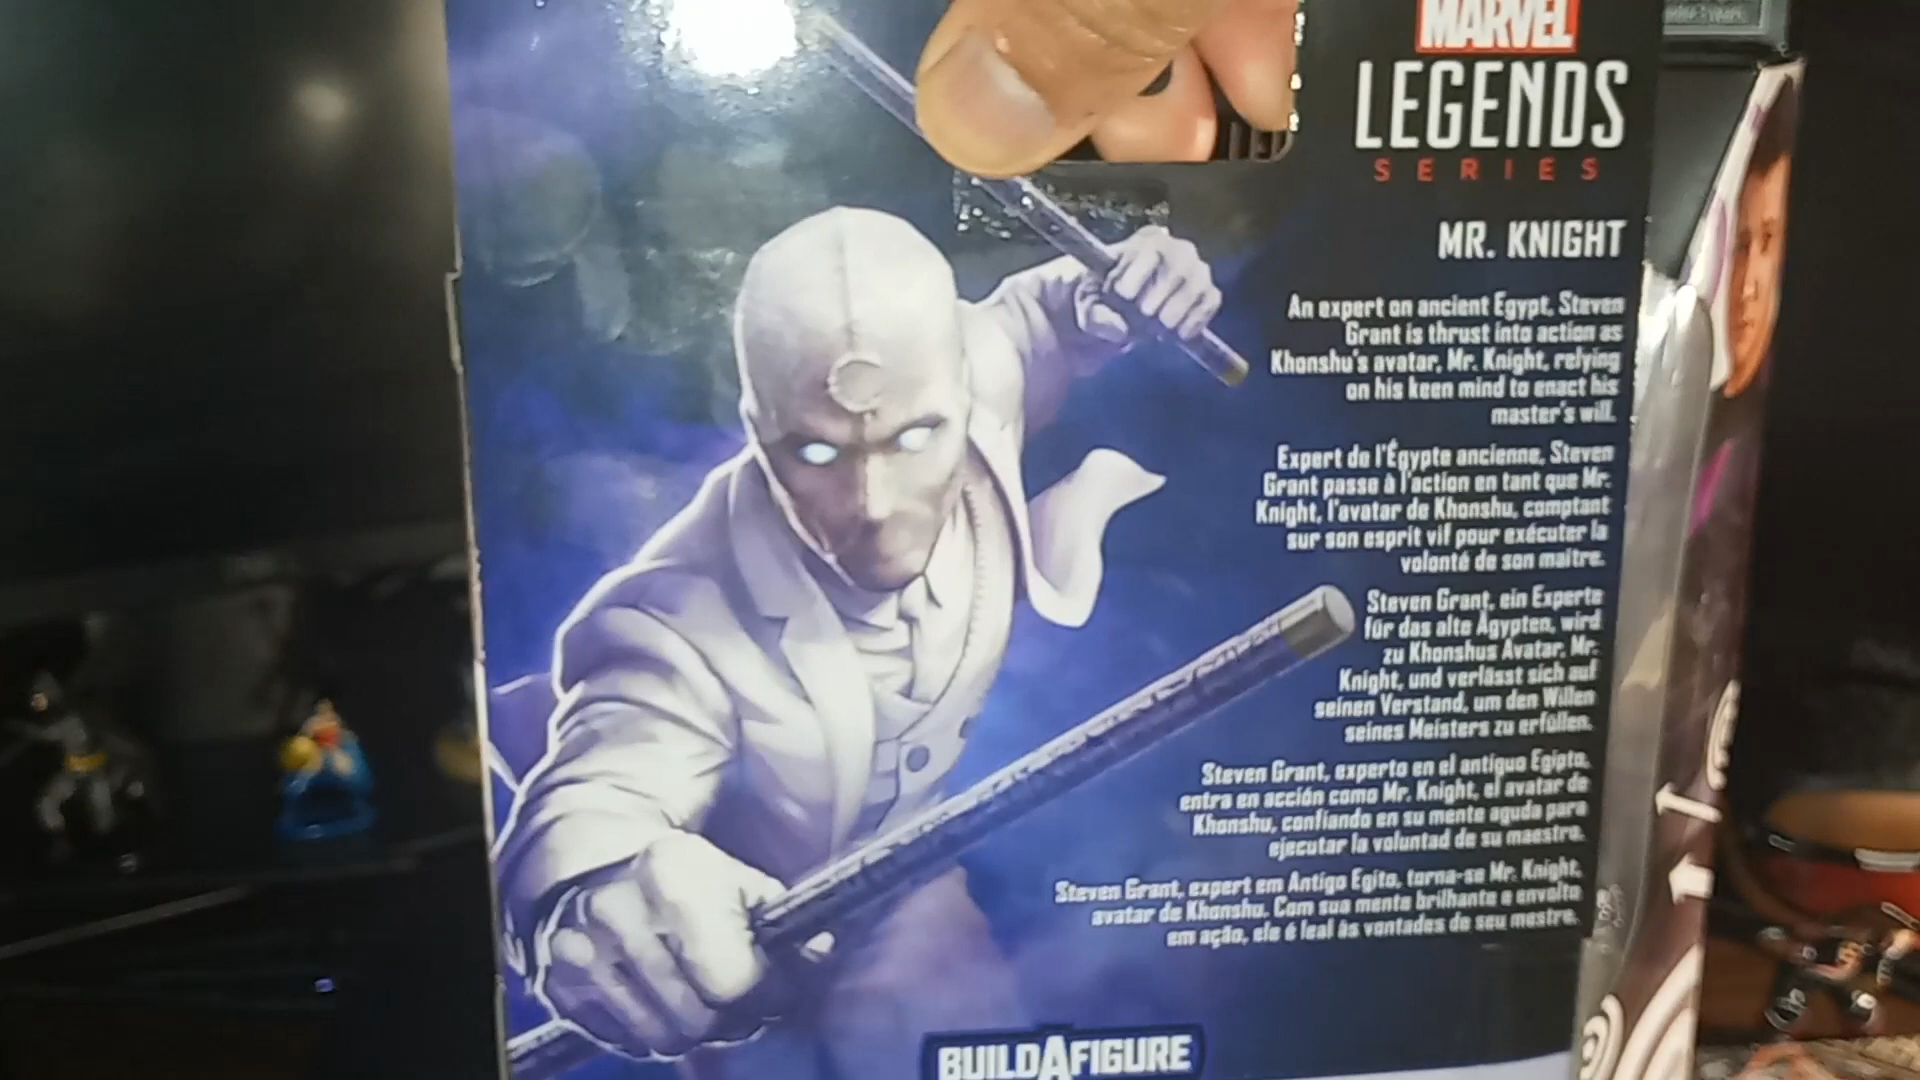 MARVEL
LEGENDS
SERIES
MR. KNIGHT
An expert on ancient Egypt, Steven
Grant is thrust into action as
Khonshu's avatar, Mr. Knight, relying
on his keen mind to enact his
master's will.
Expert de l'Égypte ancienne, Steven
Grant passe à l'action en tant que Mr.
Knight, l'avatar de Khonshu, comptant
sur son esprit vif pour exécuter la
volonté de son maître.
Steven Grant, ein Experte
für das alte Ägypten, wird
zu Khonshus Avatar, Mr.
Knight, und verlässt sich auf
seinen Verstand, um den Willen
seines Meisters zu erfüllen.
Steven Grant, experto en el antiguo Egipto,
entra en acción como Mr. Knight, el avatar de
Khonshu, confiando en su mente aguda para
ejecutar la voluntad de su maestro.
Steven Grant, expert em Antigo Egito, torna-se Mr. Knight,
avatar de Khonshu. Com sua mente brilhante e envolto
em ação, ele é leal às vontades de seu mestre.
BUILDAFIGURE